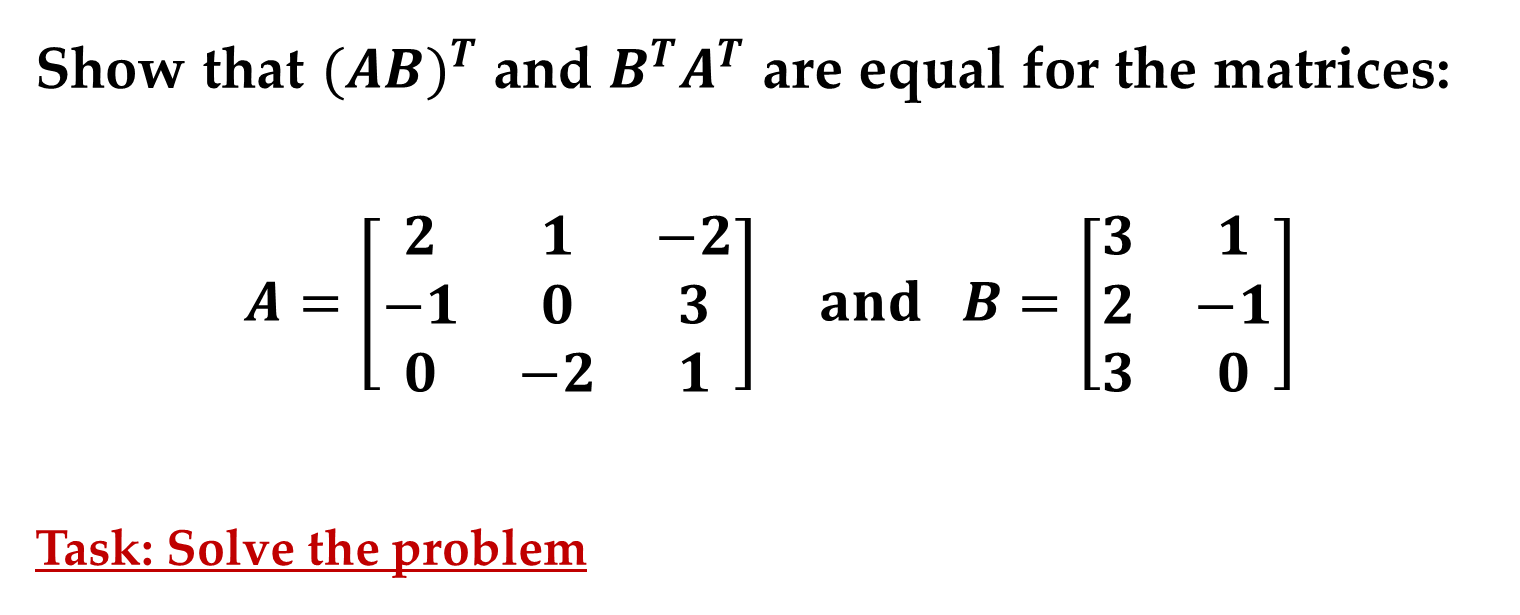 Show that (AB)ᵀ and BᵀAᵀ are equal for the matrices:
A = [2 1 −2; −1 0 3; 0 −2 1] and B = [3 1; 2 −1; 3 0]
Task: Solve the problem